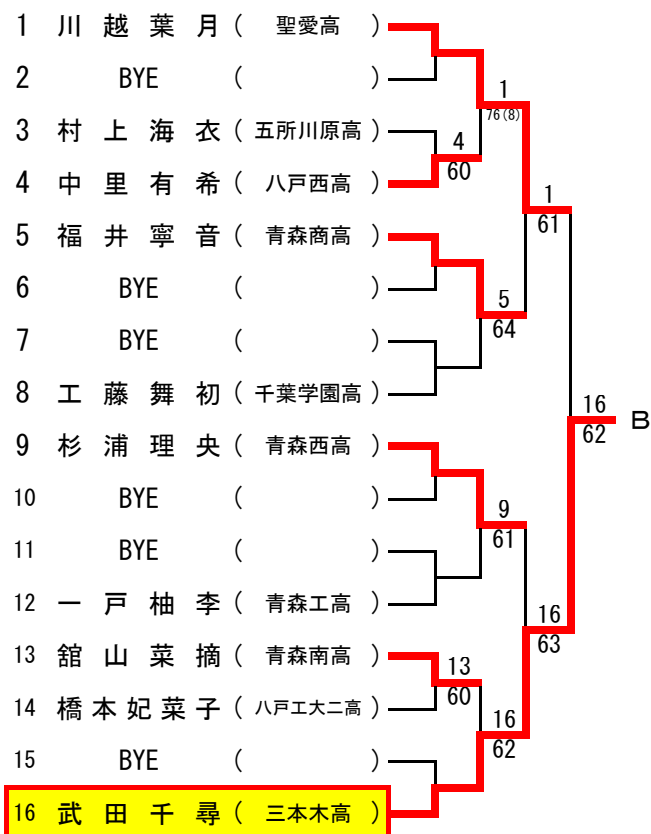 1 川越葉月 ( 聖愛高 )
2 BYE ( )
1
76(8)
3 村上海衣 ( 五所川原高 )
4
60
4 中里有希 ( 八戸西高 )
1
61
5 福井寧音 ( 青森商高 )
6 BYE ( )
5
64
7 BYE ( )
8 工藤舞初 ( 千葉学園高 )
16
62
B
9 杉浦理央 ( 青森西高 )
10 BYE ( )
9
61
11 BYE ( )
12 一戸柚李 ( 青森工高 )
16
63
13 舘山菜摘 ( 青森南高 )
13
60
14 橋本妃菜子 ( 八戸工大二高 )
16
62
15 BYE ( )
16 武田千尋 ( 三本木高 )